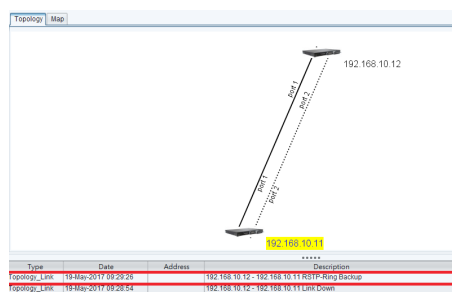 Topology Map
192.168.10.12
port 1
port 2
port 1
port 2
192.168.10.11
Type Date Address Description
Topology_Link 19-May-2017 09:29:26 192.168.10.12 - 192.168.10.11 RSTP-Ring Backup
Topology_Link 19-May-2017 09:28:54 192.168.10.12 - 192.168.10.11 Link Down